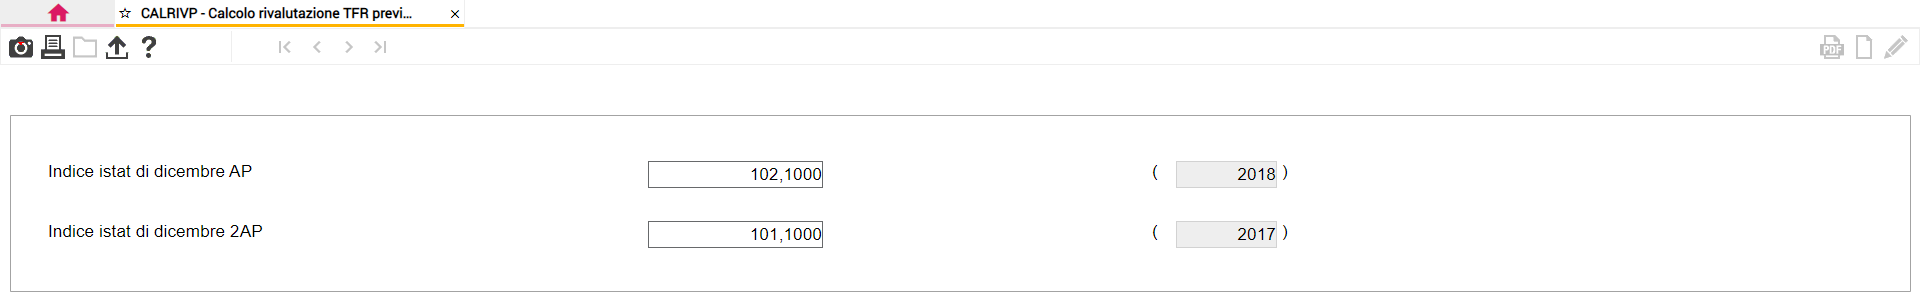 CALRIVP - Calcolo rivalutazione TFR previ...
PDF
Indice istat di dicembre AP 102,1000 ( 2018 )
Indice istat di dicembre 2AP 101,1000 ( 2017 )